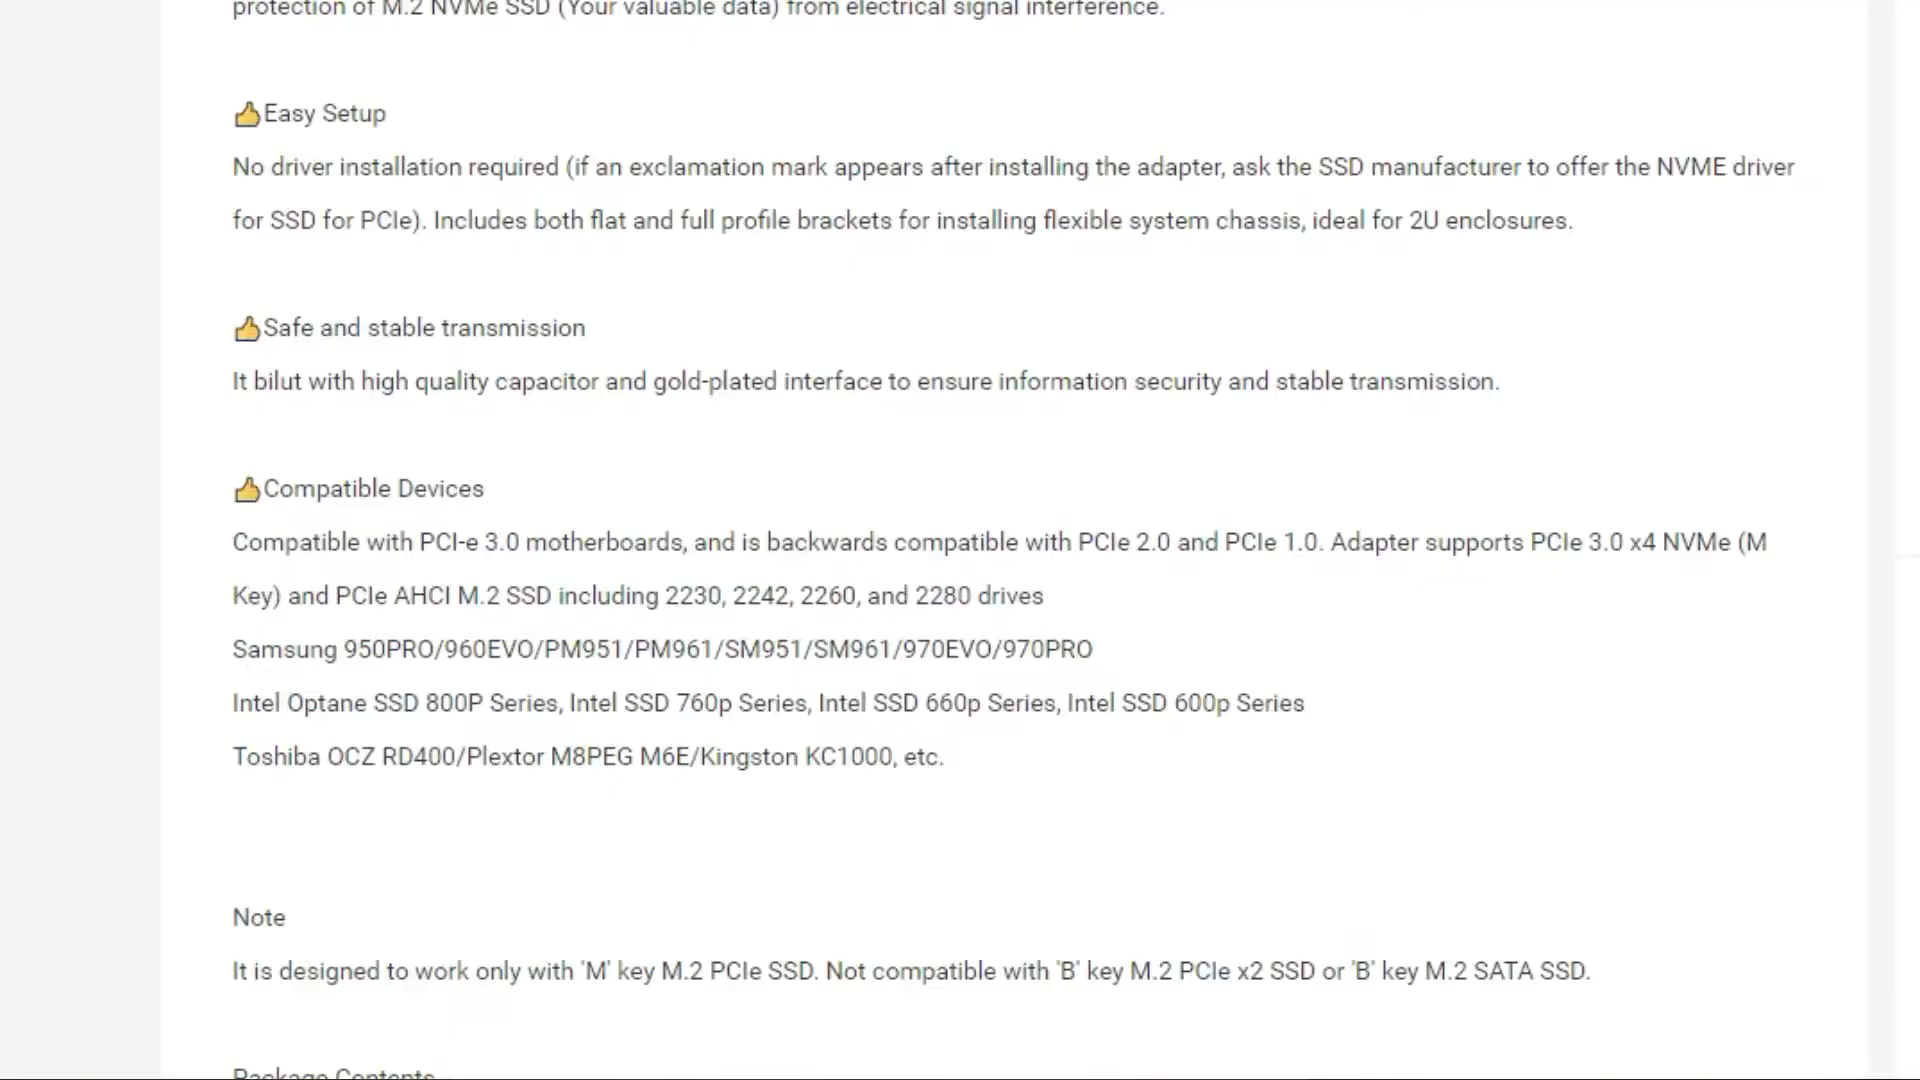 protection of M.2 NVMe SSD (Your valuable data) from electrical signal interference.
👍Easy Setup
No driver installation required (if an exclamation mark appears after installing the adapter, ask the SSD manufacturer to offer the NVME driver
for SSD for PCIe). Includes both flat and full profile brackets for installing flexible system chassis, ideal for 2U enclosures.
👍Safe and stable transmission
It bilut with high quality capacitor and gold-plated interface to ensure information security and stable transmission.
👍Compatible Devices
Compatible with PCI-e 3.0 motherboards, and is backwards compatible with PCIe 2.0 and PCIe 1.0. Adapter supports PCIe 3.0 x4 NVMe (M
Key) and PCIe AHCI M.2 SSD including 2230, 2242, 2260, and 2280 drives
Samsung 950PRO/960EVO/PM951/PM961/SM951/SM961/970EVO/970PRO
Intel Optane SSD 800P Series, Intel SSD 760p Series, Intel SSD 660p Series, Intel SSD 600p Series
Toshiba OCZ RD400/Plextor M8PEG M6E/Kingston KC1000, etc.
Note
It is designed to work only with 'M' key M.2 PCIe SSD. Not compatible with 'B' key M.2 PCIe x2 SSD or 'B' key M.2 SATA SSD.
Package Contents